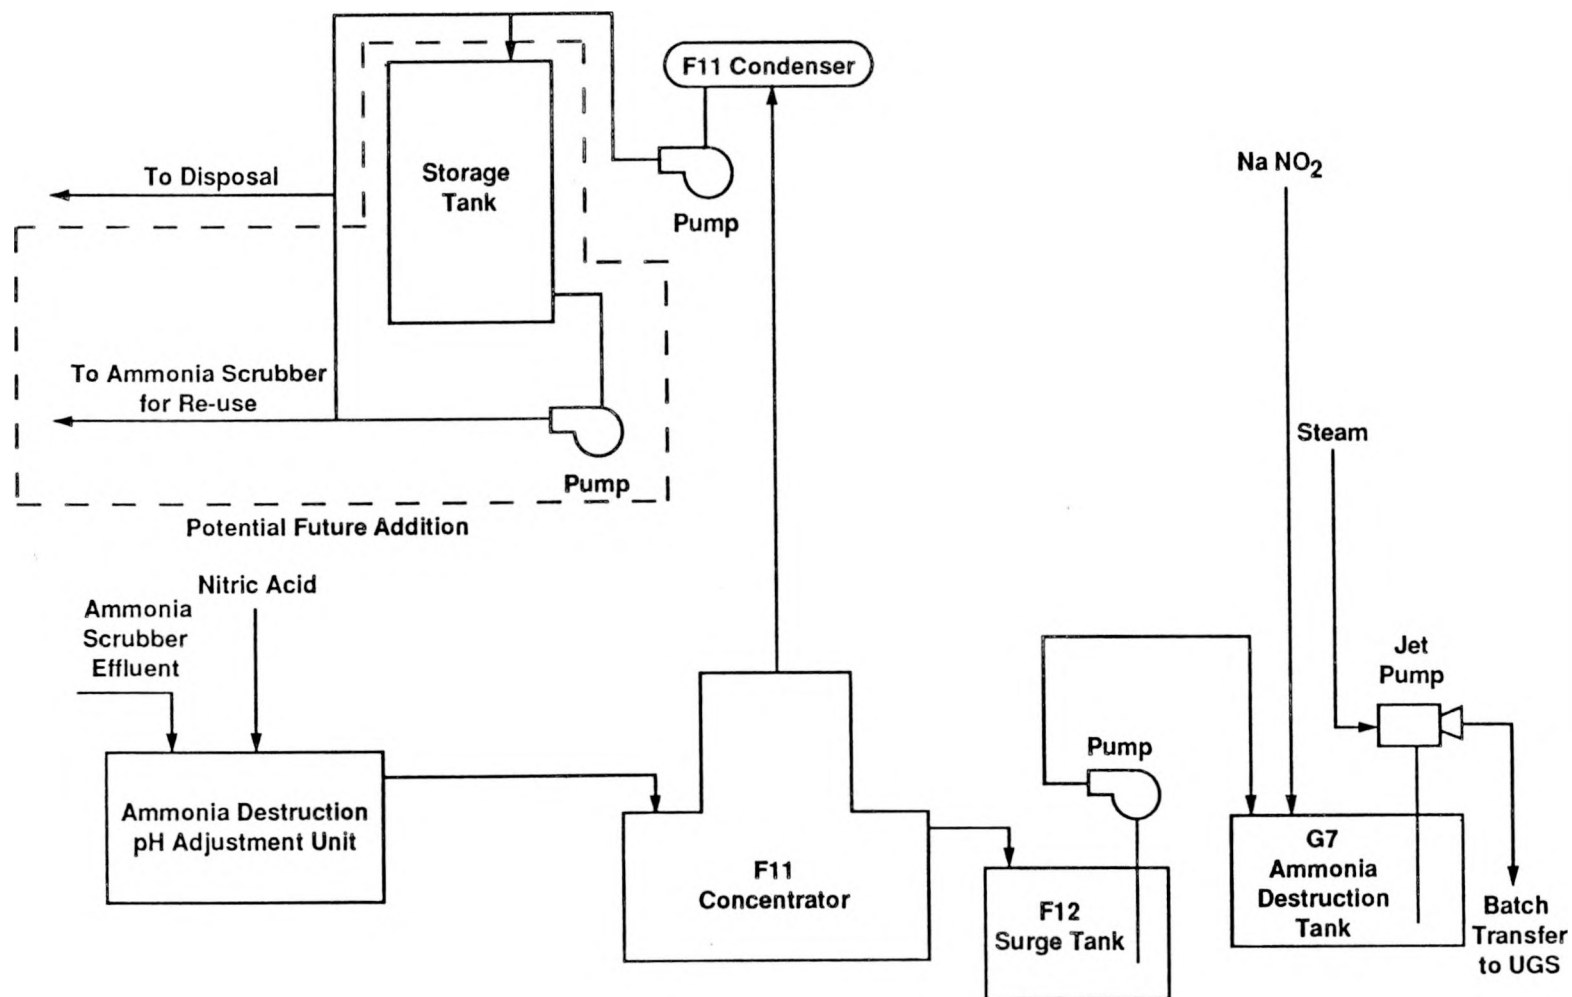 F11 Condenser
Storage
Tank
To Disposal
Pump
Na NO2
To Ammonia Scrubber
for Re-use
Steam
Pump
Potential Future Addition
Nitric Acid
Ammonia
Scrubber
Effluent
Jet
Pump
Pump
Ammonia Destruction
pH Adjustment Unit
F11
Concentrator
F12
Surge Tank
G7
Ammonia
Destruction
Tank
Batch
Transfer
to UGS